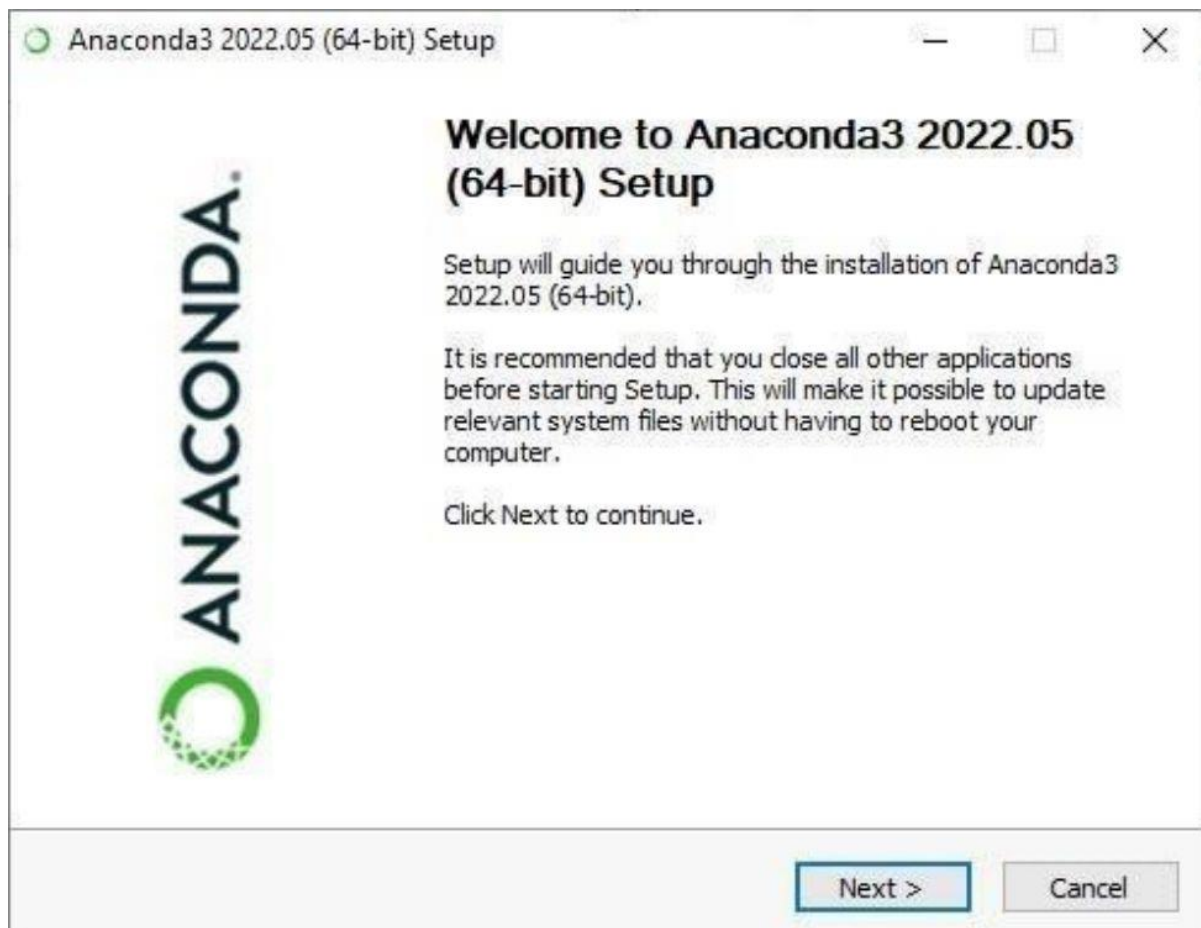 Anaconda3 2022.05 (64-bit) Setup
Welcome to Anaconda3 2022.05
(64-bit) Setup
ANACONDA.
Setup will guide you through the installation of Anaconda3
2022.05 (64-bit).
It is recommended that you close all other applications
before starting Setup. This will make it possible to update
relevant system files without having to reboot your
computer.
Click Next to continue.
Next >
Cancel